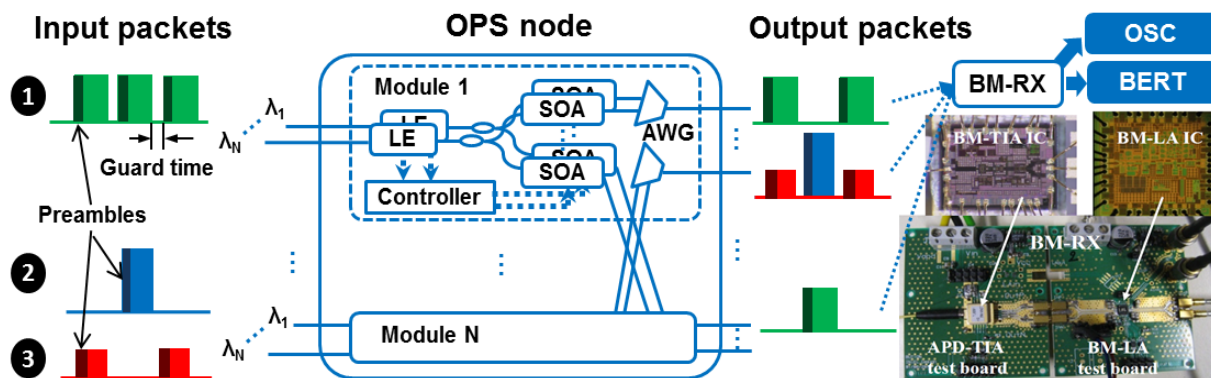 Input packets
OPS node
Output packets
OSC
BERT
BM-RX
1
Module 1
SOA
SOA
LE
LE
AWG
SOA
SOA
Controller
λ1
λN
Guard time
Preambles
BM-TIA IC
BM-LA IC
2
3
λ1
λN
Module N
BM-RX
APD-TIA
test board
BM-LA
test board